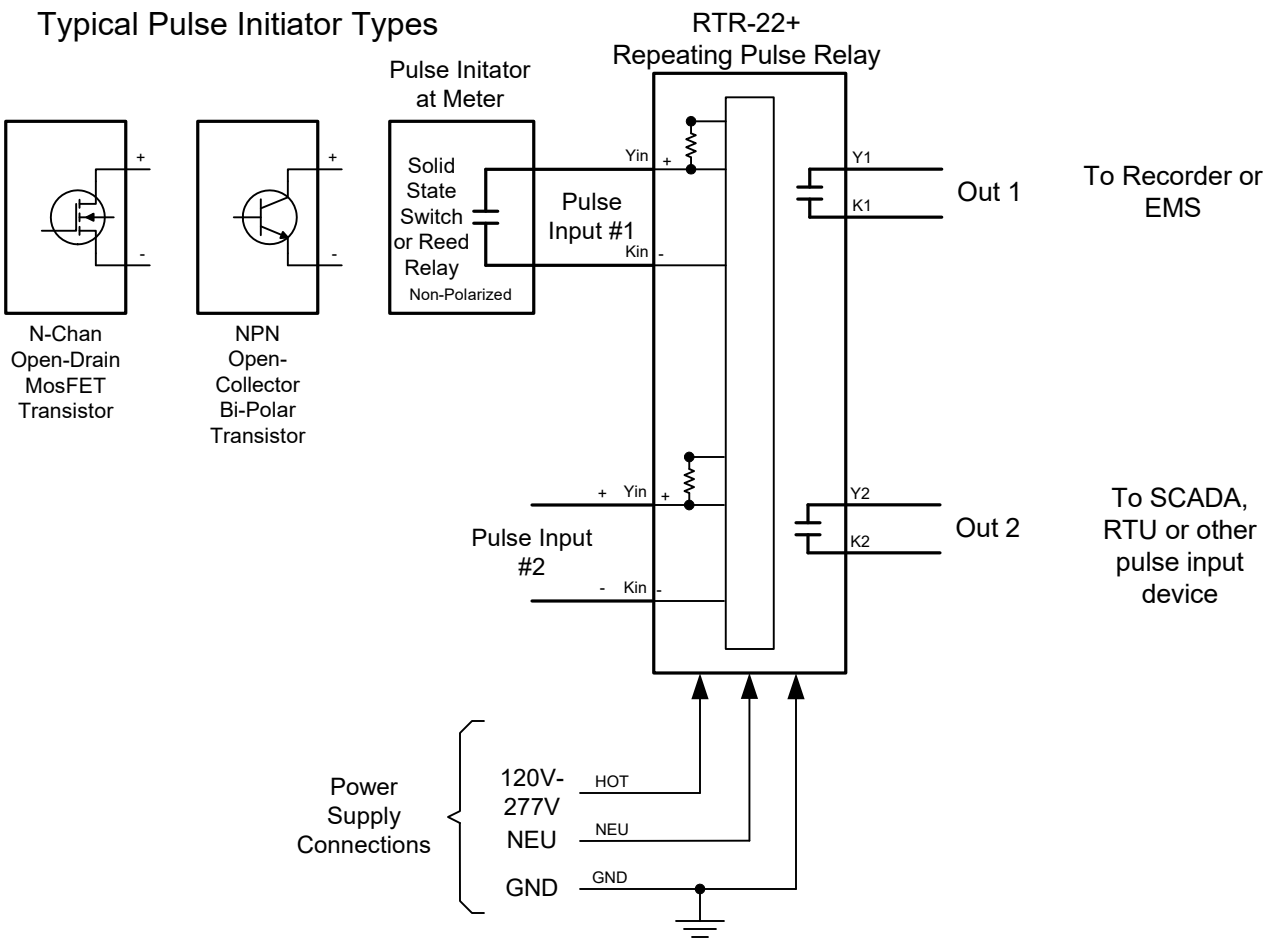 Typical Pulse Initiator Types
RTR-22+
Repeating Pulse Relay
Pulse Initator
at Meter
+
-
N-Chan
Open-Drain
MosFET
Transistor
+
-
NPN
Open-
Collector
Bi-Polar
Transistor
Solid
State
Switch
or Reed
Relay
Non-Polarized
Pulse
Input #1
Yin
+
Kin
-
Y1
K1
Out 1
To Recorder or
EMS
+
Yin
+
Pulse Input
#2
-
Kin
-
Y2
K2
Out 2
To SCADA,
RTU or other
pulse input
device
Power
Supply
Connections
120V-
277V
HOT
NEU
NEU
GND
GND